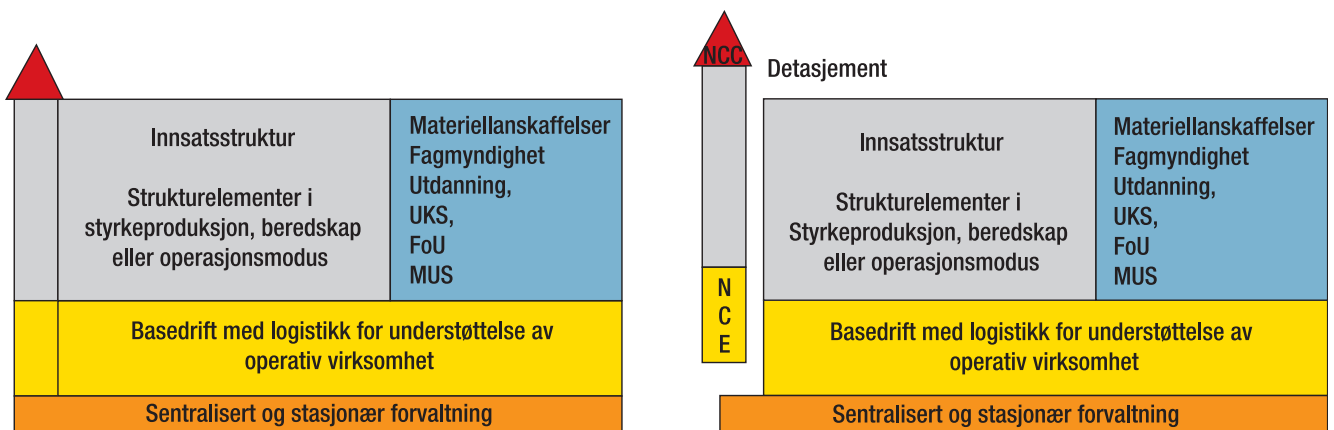 Innsatsstruktur
Strukturelementer i
styrkeproduksjon, beredskap
eller operasjonsmodus
Materiellanskaffelser
Fagmyndighet
Utdanning,
UKS,
FoU
MUS
Basedrift med logistikk for understøttelse av
operativ virksomhet
Sentralisert og stasjonær forvaltning
NCC
Detasjement
N
C
E
Innsatsstruktur
Strukturelementer i
Styrkeproduksjon, beredskap
eller operasjonsmodus
Materiellanskaffelser
Fagmyndighet
Utdanning,
UKS,
FoU
MUS
Basedrift med logistikk for understøttelse av
operativ virksomhet
Sentralisert og stasjonær forvaltning